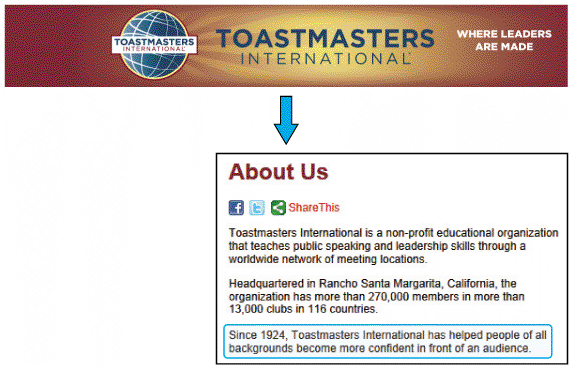 TOASTMASTERS
INTERNATIONAL
TOASTMASTERS
INTERNATIONAL
WHERE LEADERS
ARE MADE
About Us
ShareThis
Toastmasters International is a non-profit educational organization
that teaches public speaking and leadership skills through a
worldwide network of meeting locations.
Headquartered in Rancho Santa Margarita, California, the
organization has more than 270,000 members in more than
13,000 clubs in 116 countries.
Since 1924, Toastmasters International has helped people of all
backgrounds become more confident in front of an audience.